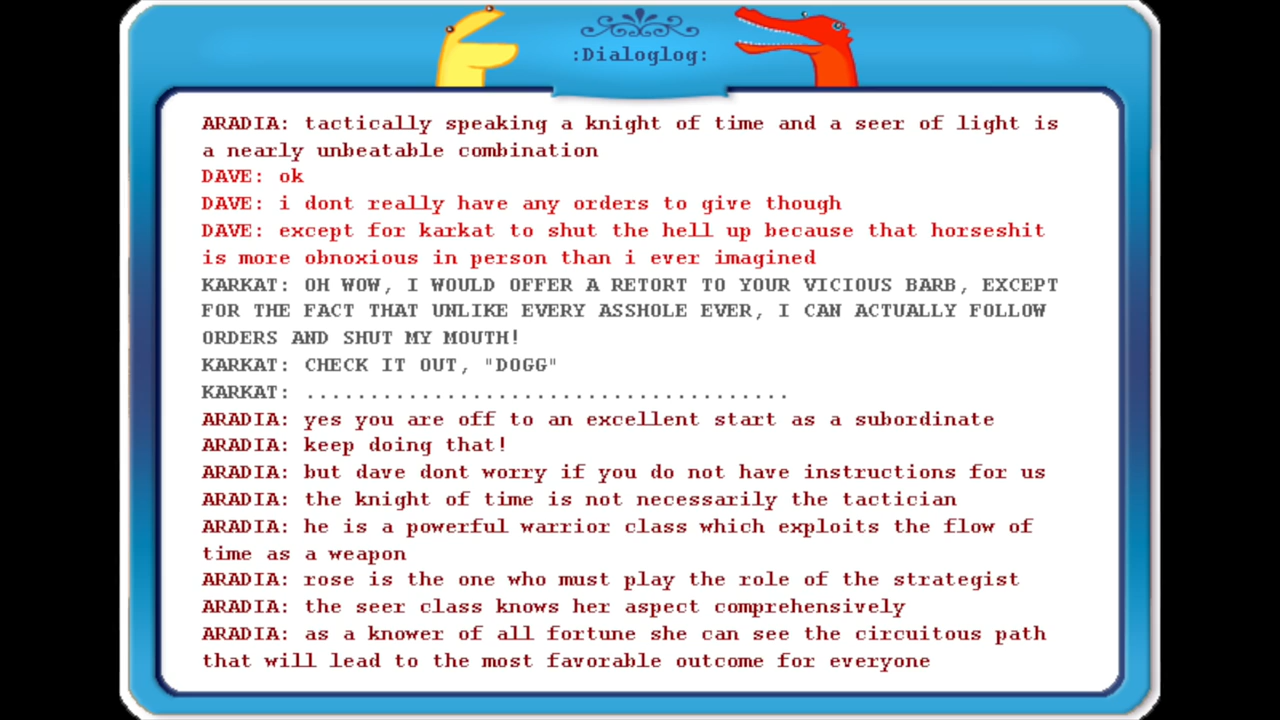 :Dialoglog:
ARADIA: tactically speaking a knight of time and a seer of light is
a nearly unbeatable combination
DAVE: ok
DAVE: i dont really have any orders to give though
DAVE: except for karkat to shut the hell up because that horseshit
is more obnoxious in person than i ever imagined
KARKAT: OH WOW, I WOULD OFFER A RETORT TO YOUR VICIOUS BARB, EXCEPT
FOR THE FACT THAT UNLIKE EVERY ASSHOLE EVER, I CAN ACTUALLY FOLLOW
ORDERS AND SHUT MY MOUTH!
KARKAT: CHECK IT OUT, "DOGG"
KARKAT: ......................................
ARADIA: yes you are off to an excellent start as a subordinate
ARADIA: keep doing that!
ARADIA: but dave dont worry if you do not have instructions for us
ARADIA: the knight of time is not necessarily the tactician
ARADIA: he is a powerful warrior class which exploits the flow of
time as a weapon
ARADIA: rose is the one who must play the role of the strategist
ARADIA: the seer class knows her aspect comprehensively
ARADIA: as a knower of all fortune she can see the circuitous path
that will lead to the most favorable outcome for everyone